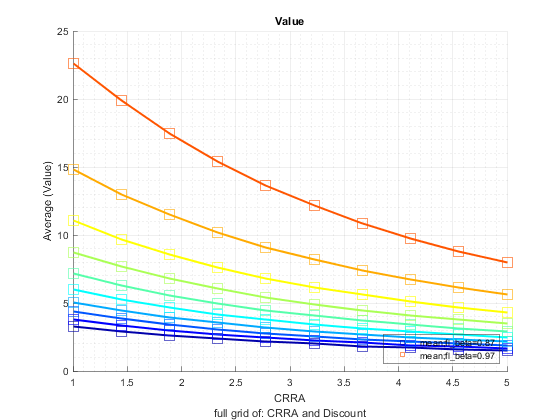 Value
25
20
15
10
5
0
Average (Value)
1 1.5 2 2.5 3 3.5 4 4.5 5
mean;fl_beta=0.87
mean;fl_beta=0.97
CRRA
full grid of: CRRA and Discount